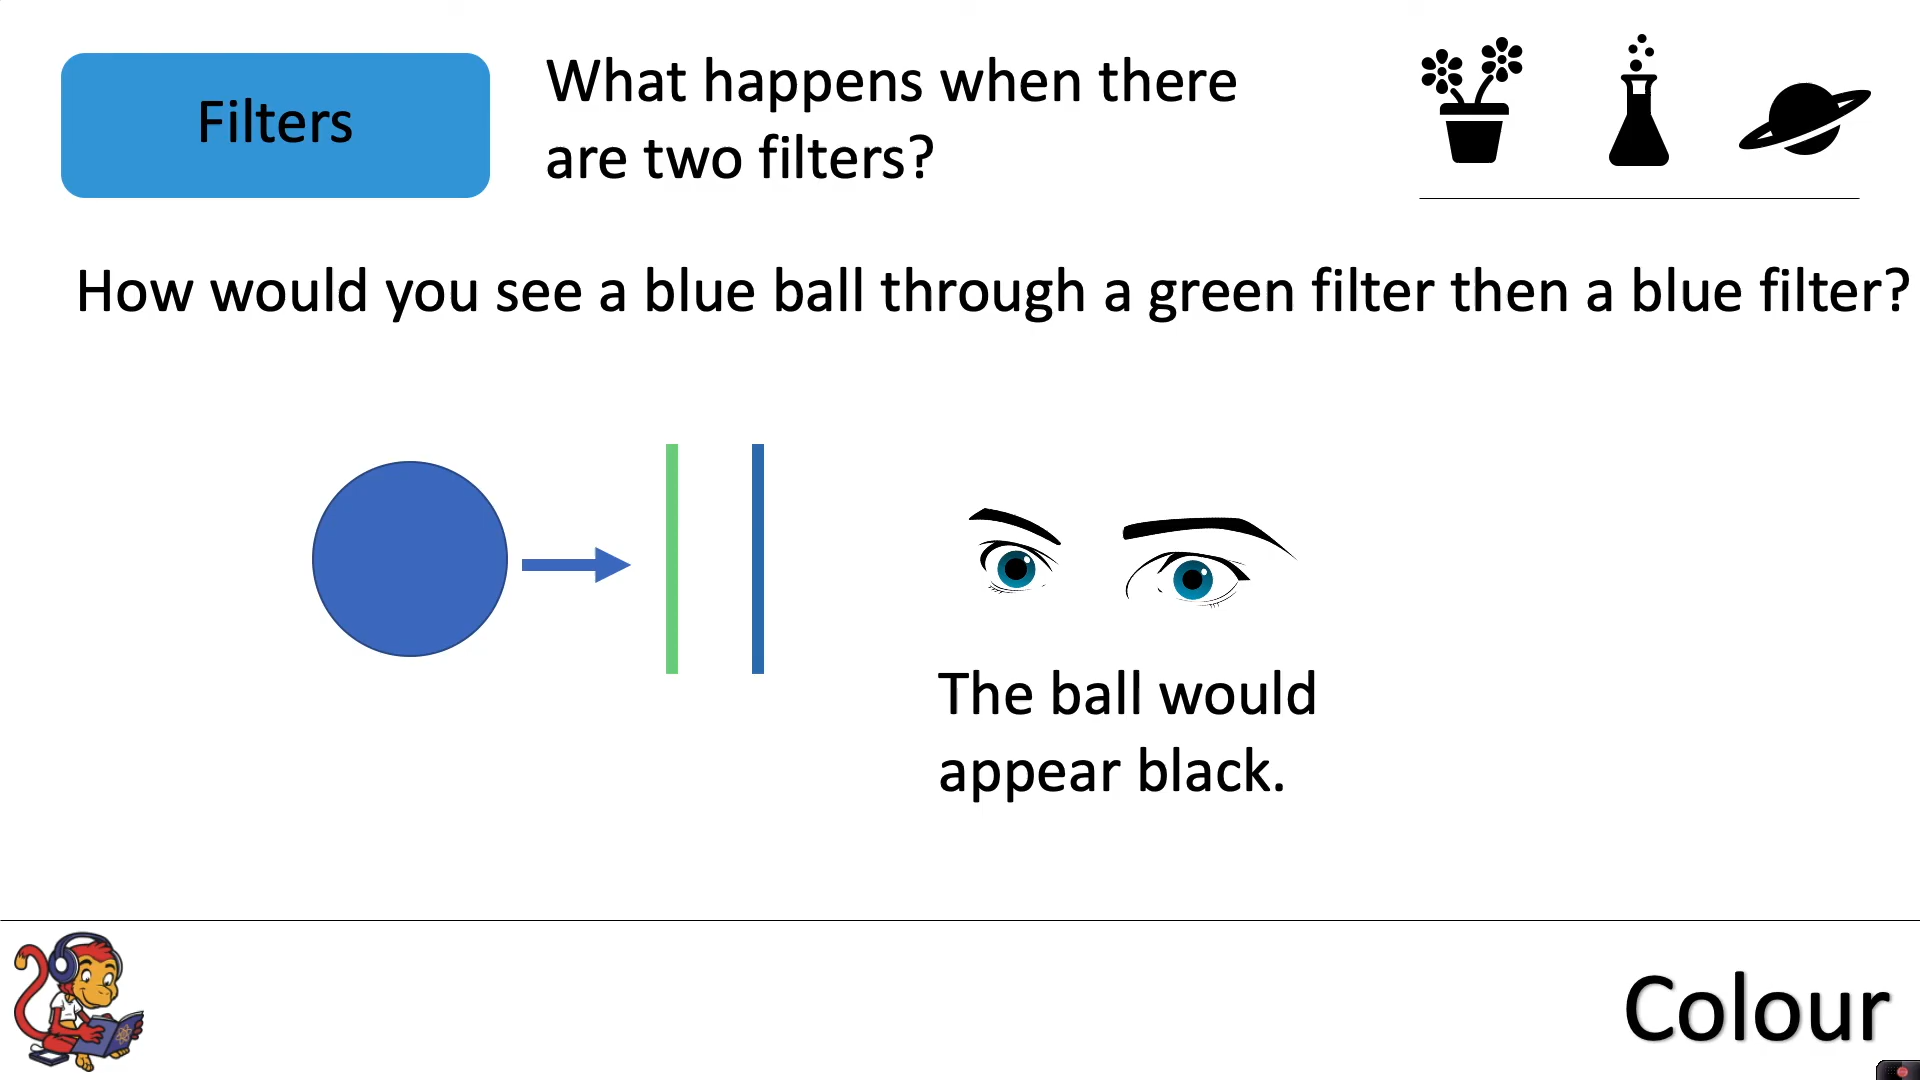 Filters
What happens when there
are two filters?
How would you see a blue ball through a green filter then a blue filter?
The ball would
appear black.
Colour